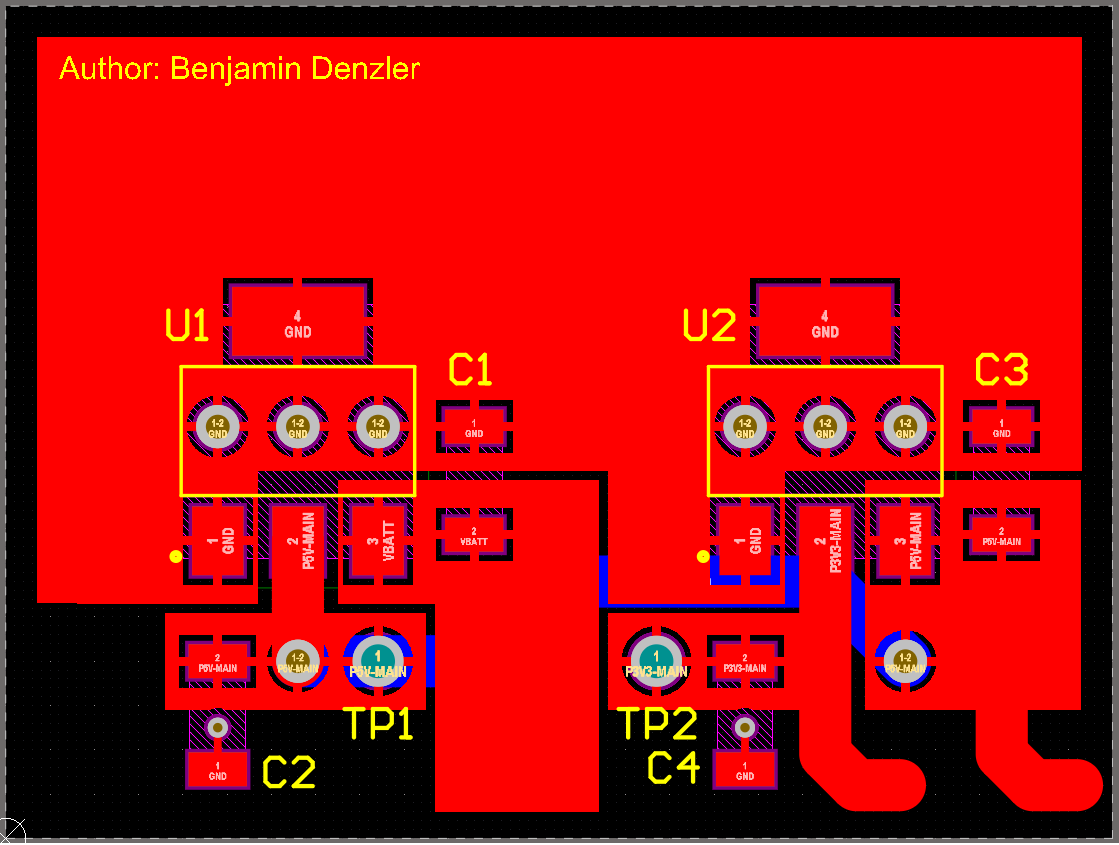 Author: Benjamin Denzler
4
GND
4
GND
U1
U2
C1
C3
1-2
GND
1-2
GND
1-2
GND
1
GND
1-2
GND
1-2
GND
1-2
GND
1
GND
1
GND
2
P5V-MAIN
3
VBATT
2
VBATT
1
GND
2
P3V3-MAIN
3
P5V-MAIN
2
P5V-MAIN
2
P5V-MAIN
1-2
P5V-MAIN
1
P5V-MAIN
1
P3V3-MAIN
2
P3V3-MAIN
1-2
P5V-MAIN
TP1
TP2
1
GND
C2
C4
1
GND